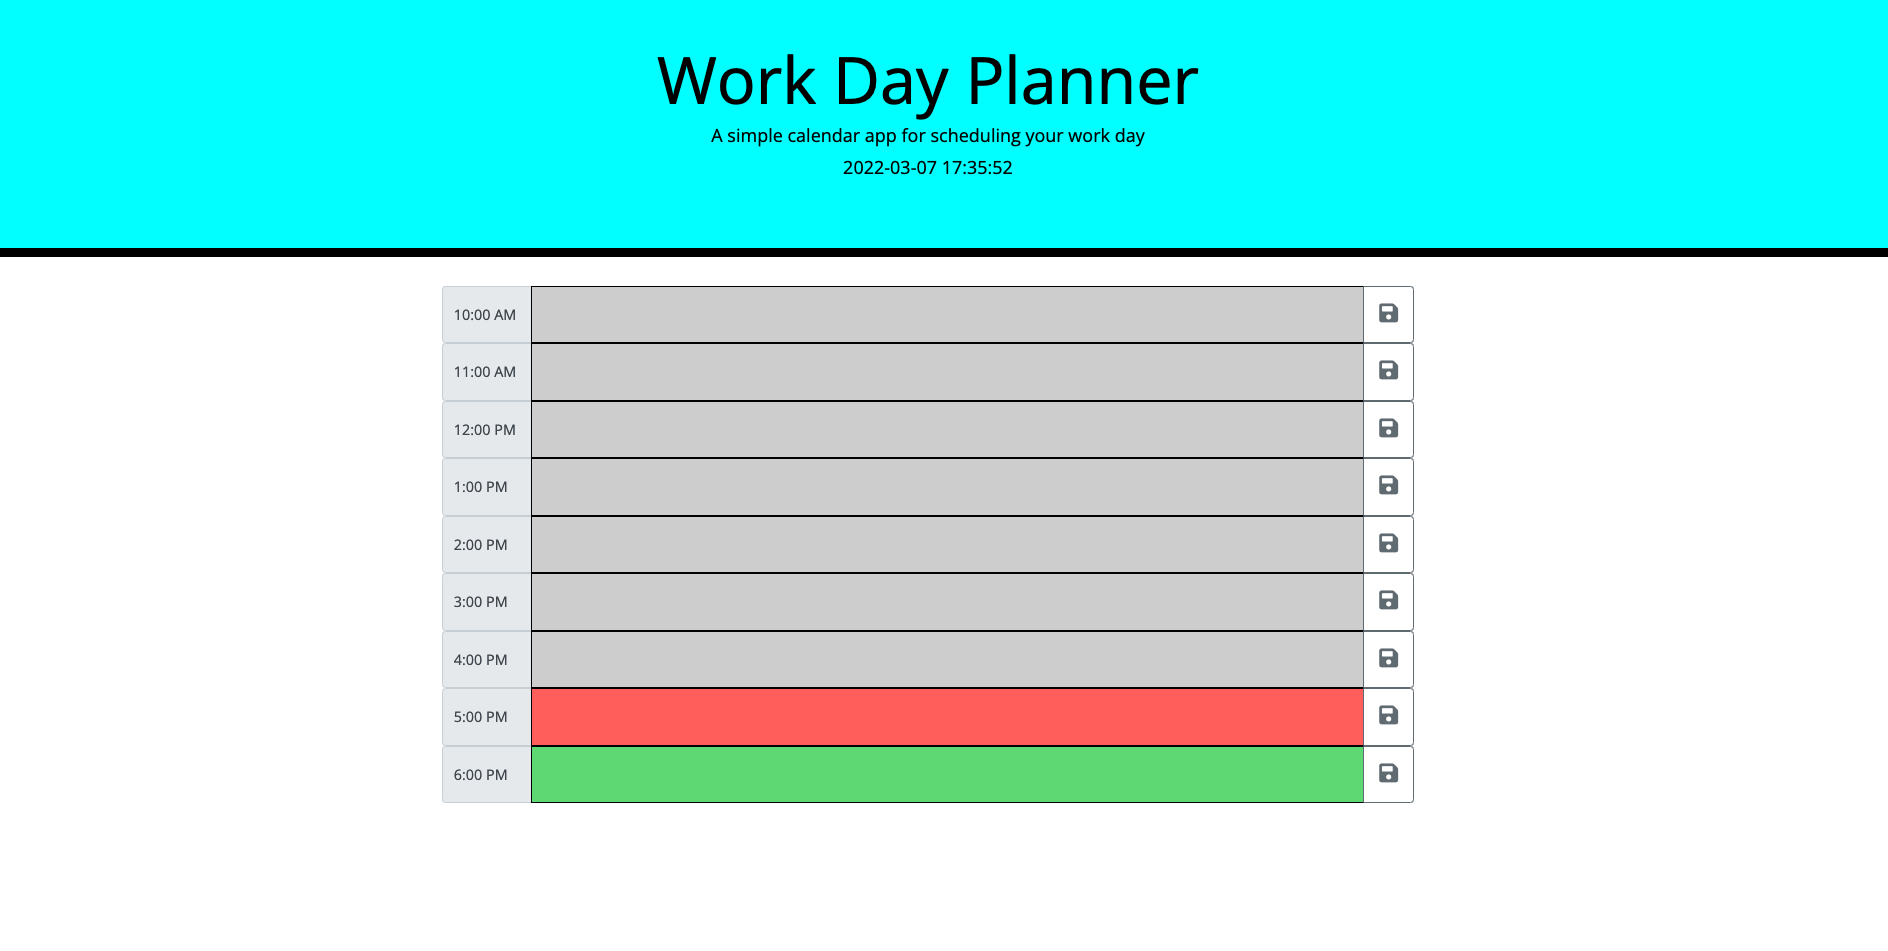 Work Day Planner
A simple calendar app for scheduling your work day
2022-03-07 17:35:52
10:00 AM
11:00 AM
12:00 PM
1:00 PM
2:00 PM
3:00 PM
4:00 PM
5:00 PM
6:00 PM